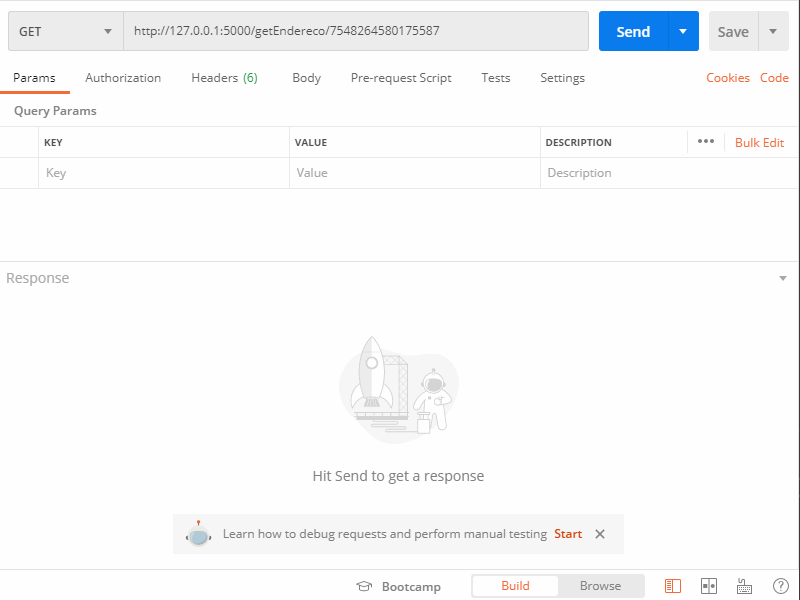 GET http://127.0.0.1:5000/getEndereco/7548264580175587 Send Save
Params Authorization Headers (6) Body Pre-request Script Tests Settings Cookies Code
Query Params
KEY VALUE DESCRIPTION ••• Bulk Edit
Key Value Description
Response
Hit Send to get a response
Learn how to debug requests and perform manual testing Start
Bootcamp Build Browse ?